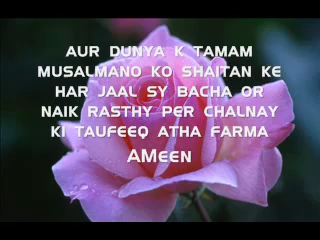 AUR DUNYA K TAMAM
MUSALMANO KO SHAITAN KE
HAR JAAL SY BACHA OR
NAIK RASTHY PER CHALNAY
KI TAUFEEQ ATHA FARMA
AMEEN